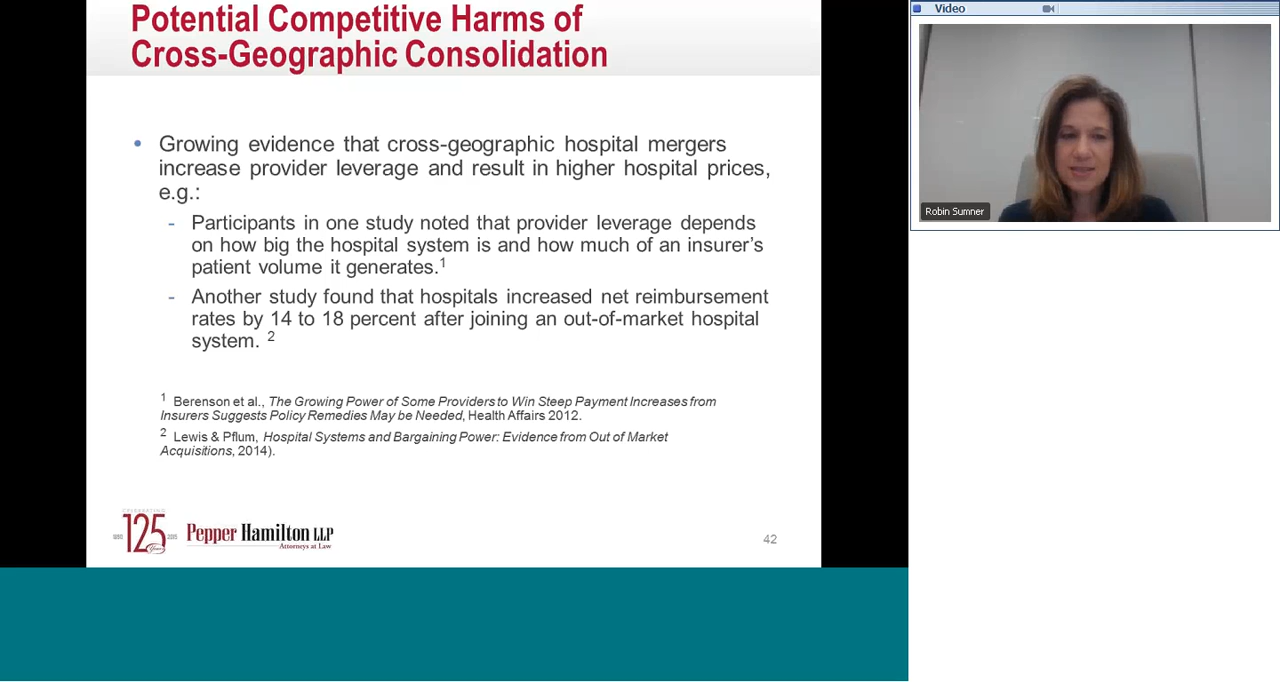 Potential Competitive Harms of
Cross-Geographic Consolidation
• Growing evidence that cross-geographic hospital mergers
increase provider leverage and result in higher hospital prices,
e.g.:
- Participants in one study noted that provider leverage depends
on how big the hospital system is and how much of an insurer's
patient volume it generates.1
- Another study found that hospitals increased net reimbursement
rates by 14 to 18 percent after joining an out-of-market hospital
system. 2
1 Berenson et al., The Growing Power of Some Providers to Win Steep Payment Increases from
Insurers Suggests Policy Remedies May be Needed, Health Affairs 2012.
2 Lewis & Pflum, Hospital Systems and Bargaining Power: Evidence from Out of Market
Acquisitions, 2014).
CELEBRATING
125
Years
Pepper Hamilton LLP
Attorneys at Law
42
Video
Robin Sumner